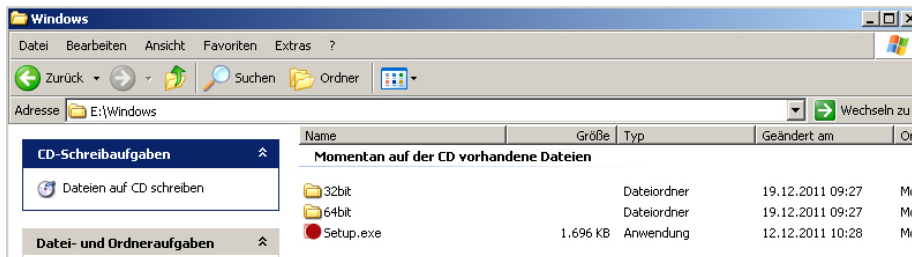 Windows
Datei Bearbeiten Ansicht Favoriten Extras ?
Zurück Suchen Ordner
Adresse E:\Windows Wechseln zu
Name Größe Typ Geändert am
CD-Schreibaufgaben Momentan auf der CD vorhandene Dateien
Dateien auf CD schreiben 32bit Dateiordner 19.12.2011 09:27
64bit Dateiordner 19.12.2011 09:27
Setup.exe 1.696 KB Anwendung 12.12.2011 10:28
Datei- und Ordneraufgaben